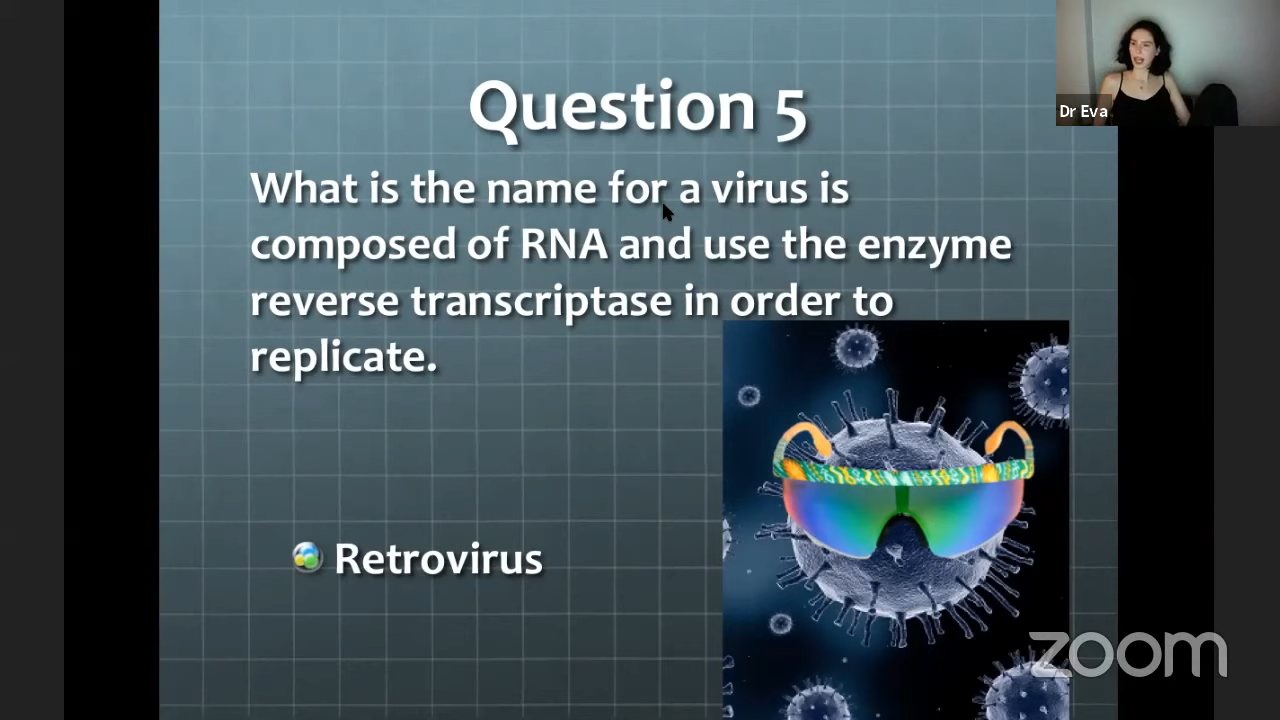 Question 5
What is the name for a virus is
composed of RNA and use the enzyme
reverse transcriptase in order to
replicate.
Retrovirus
Dr Eva
zoom